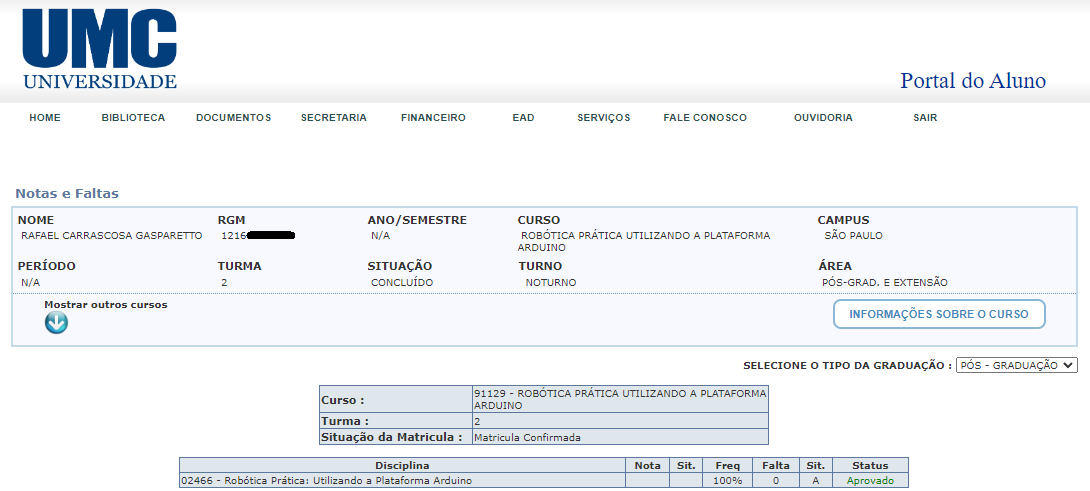 UMC
UNIVERSIDADE
Portal do Aluno
HOME BIBLIOTECA DOCUMENTOS SECRETARIA FINANCEIRO EAD SERVIÇOS FALE CONOSCO OUVIDORIA SAIR
Notas e Faltas
NOME RGM ANO/SEMESTRE CURSO CAMPUS
RAFAEL CARRASCOSA GASPARETTO 1216 N/A ROBÓTICA PRÁTICA UTILIZANDO A PLATAFORMA SÃO PAULO
ARDUINO
PERÍODO TURMA SITUAÇÃO TURNO ÁREA
N/A 2 CONCLUÍDO NOTURNO PÓS-GRAD. E EXTENSÃO
Mostrar outros cursos
INFORMAÇÕES SOBRE O CURSO
SELECIONE O TIPO DA GRADUAÇÃO : PÓS - GRADUAÇÃO
Curso : 91129 - ROBÓTICA PRÁTICA UTILIZANDO A PLATAFORMA
ARDUINO
Turma : 2
Situação da Matricula : Matricula Confirmada
Disciplina Nota Sit. Freq Falta Sit. Status
02466 - Robótica Prática: Utilizando a Plataforma Arduino 100% 0 A Aprovado